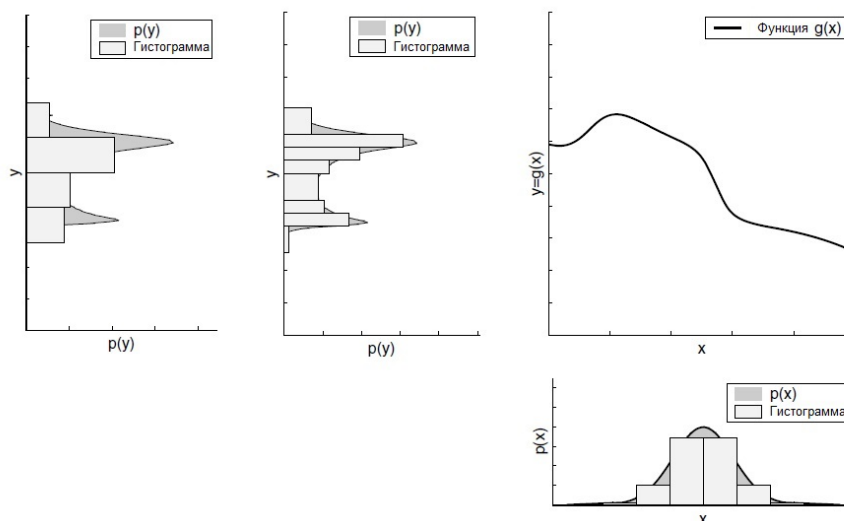 p(y)
Гистограмма
y
p(y)
p(y)
Гистограмма
y
p(y)
Функция g(x)
y=g(x)
x
p(x)
Гистограмма
p(x)
x